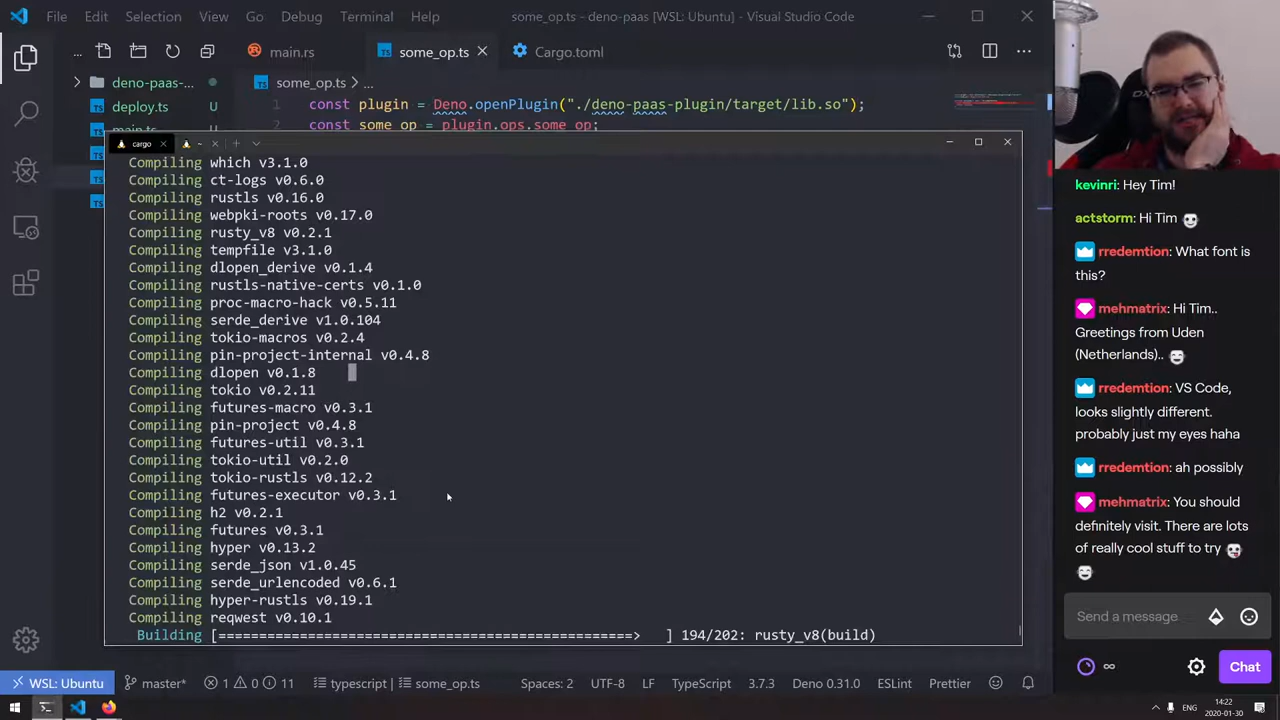 File Edit Selection View Go Debug Terminal Help
some_op.ts - deno-paas [WSL: Ubuntu] - Visual Studio Code
main.rs
some_op.ts
Cargo.toml
deno-paas-...
deploy.ts U
main.ts U
some_op.ts > ...
1 const plugin = Deno.openPlugin("./deno-paas-plugin/target/lib.so");
const some_op = plugin.ops.some_op;
cargo
~
Compiling which v3.1.0
Compiling ct-logs v0.6.0
Compiling rustls v0.16.0
Compiling webpki-roots v0.17.0
Compiling rusty_v8 v0.2.1
Compiling tempfile v3.1.0
Compiling dlopen_derive v0.1.4
Compiling rustls-native-certs v0.1.0
Compiling proc-macro-hack v0.5.11
Compiling serde_derive v1.0.104
Compiling tokio-macros v0.2.4
Compiling pin-project-internal v0.4.8
Compiling dlopen v0.1.8
Compiling tokio v0.2.11
Compiling futures-macro v0.3.1
Compiling pin-project v0.4.8
Compiling futures-util v0.3.1
Compiling tokio-util v0.2.0
Compiling tokio-rustls v0.12.2
Compiling futures-executor v0.3.1
Compiling h2 v0.2.1
Compiling futures v0.3.1
Compiling hyper v0.13.2
Compiling serde_json v1.0.45
Compiling serde_urlencoded v0.6.1
Compiling hyper-rustls v0.19.1
Compiling reqwest v0.10.1
Building [====================================================> ] 194/202: rusty_v8(build)
WSL: Ubuntu master* 1 0 11 typescript some_op.ts Spaces: 2 UTF-8 LF TypeScript 3.7.3 Deno 0.31.0 ESLint Prettier
ENG 14:22
2020-01-30
kevinri: Hey Tim!
actstorm: Hi Tim
rredemtion: What font is
this?
mehmatrix: Hi Tim..
Greetings from Uden
(Netherlands)..
rredemtion: VS Code,
looks slightly different.
probably just my eyes haha
rredemtion: ah possibly
mehmatrix: You should
definitely visit. There are lots
of really cool stuff to try
Send a message
∞
Chat